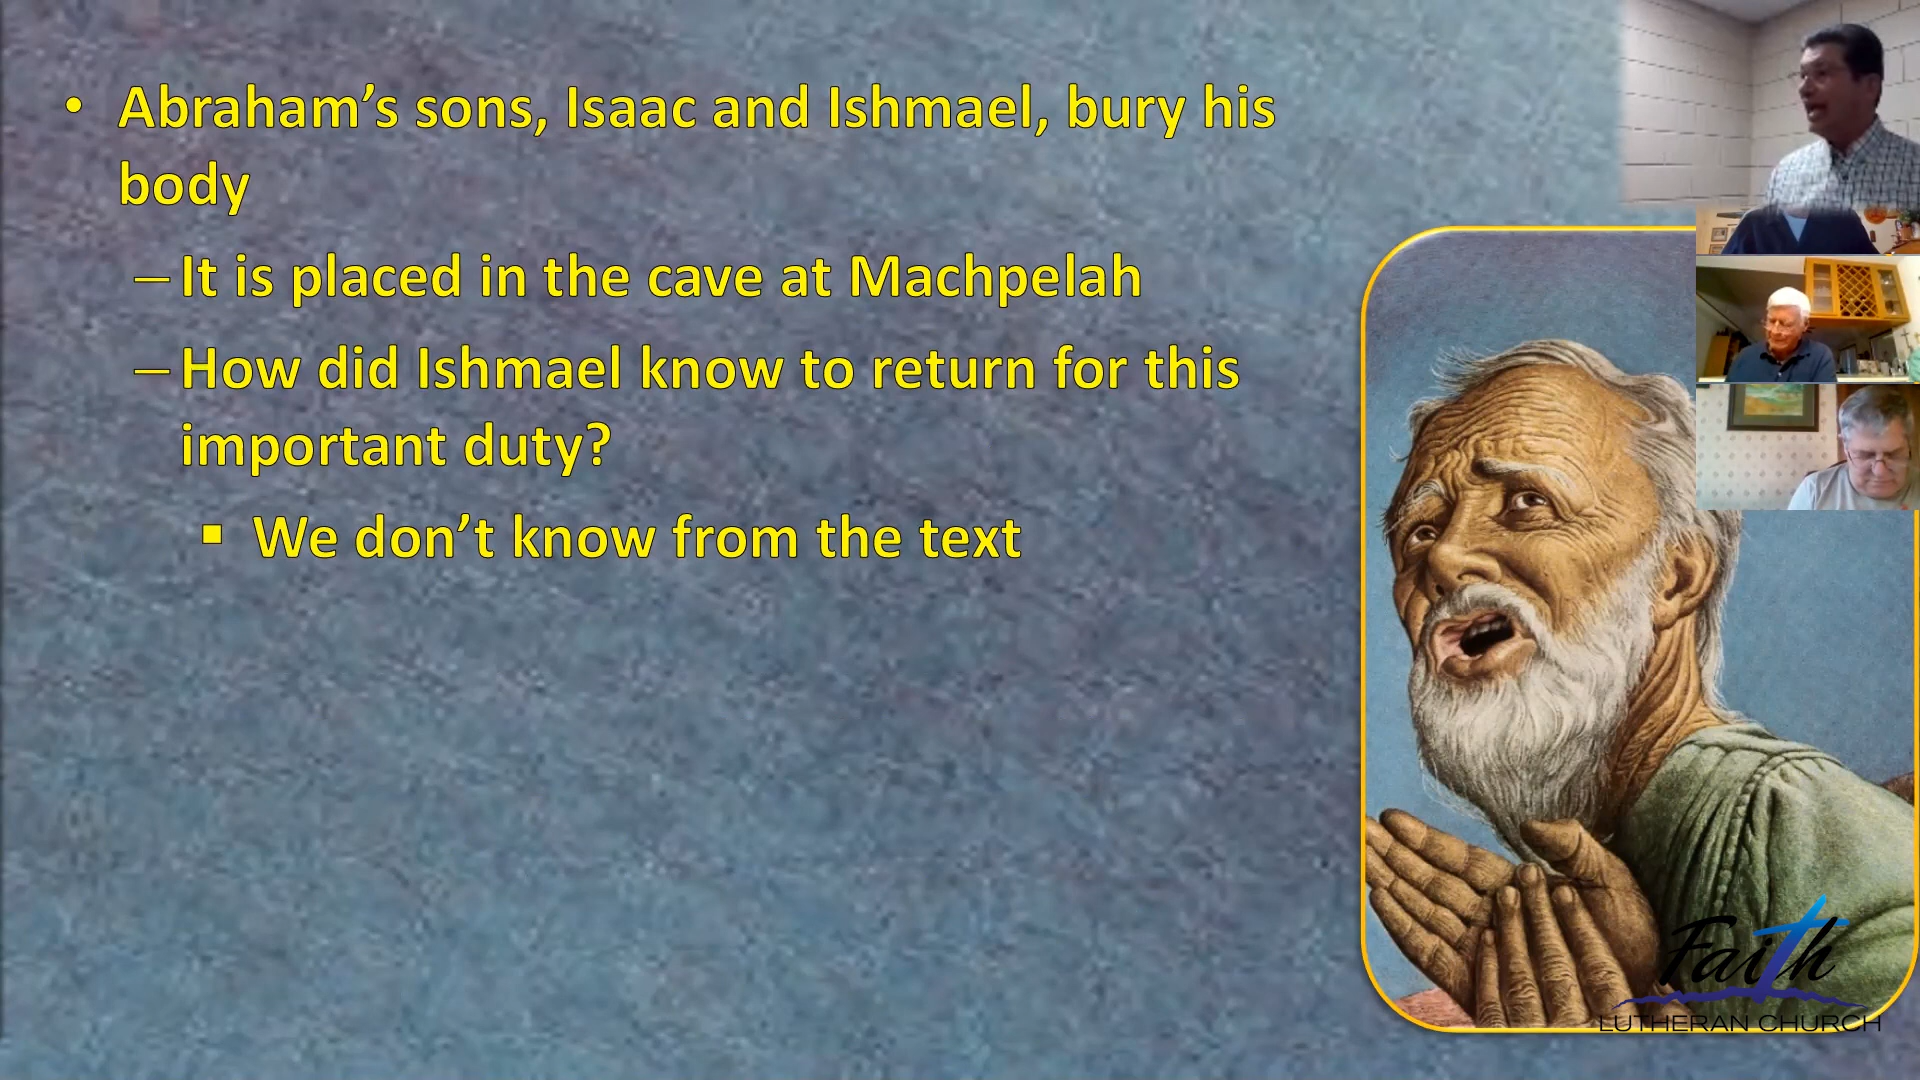 • Abraham’s sons, Isaac and Ishmael, bury his
body
– It is placed in the cave at Machpelah
– How did Ishmael know to return for this
important duty?
▪ We don’t know from the text
Faith
LUTHERAN CHURCH